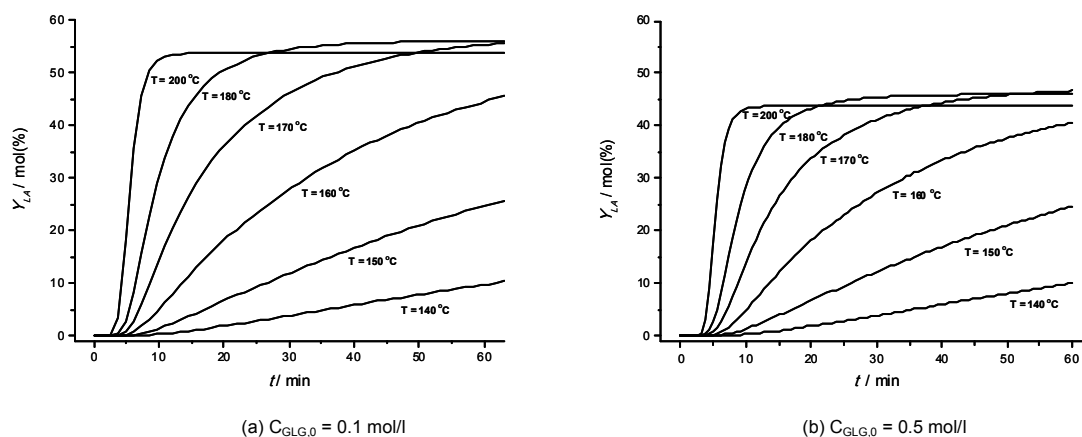 60
50
40
30
20
10
0
Y_LA / mol(%)
T = 200 °C
T = 180 °C
T = 170 °C
T = 160 °C
T = 150 °C
T = 140 °C
0 10 20 30 40 50 60
t / min
(a) C_GLG,0 = 0.1 mol/l
60
50
40
30
20
10
0
Y_LA / mol(%)
T = 200 °C
T = 180 °C
T = 170 °C
T = 160 °C
T = 150 °C
T = 140 °C
0 10 20 30 40 50 60
t / min
(b) C_GLG,0 = 0.5 mol/l